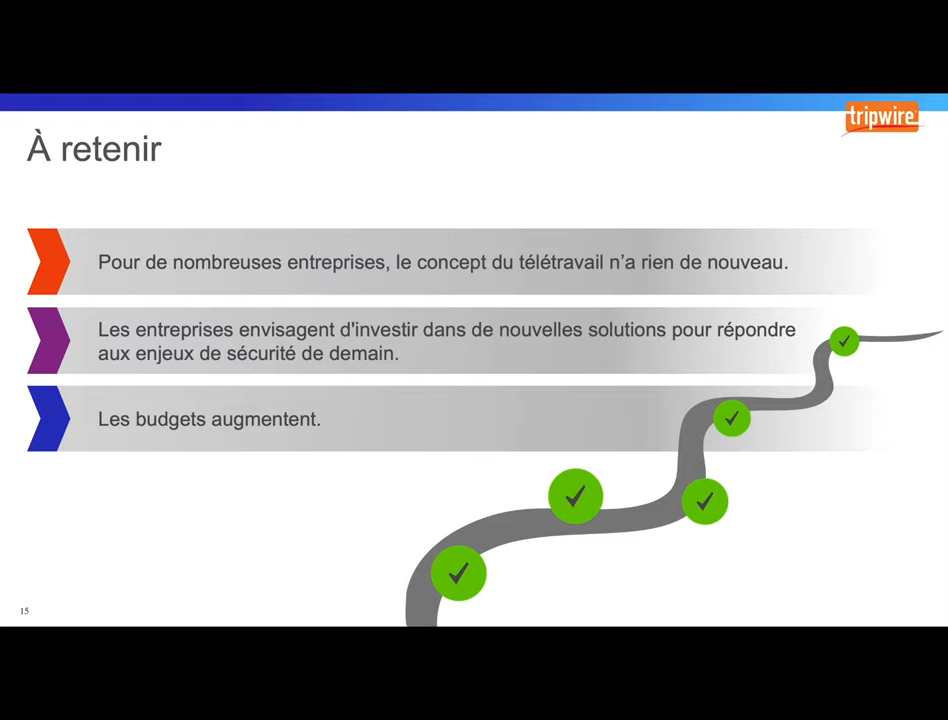 tripwire
À retenir
Pour de nombreuses entreprises, le concept du télétravail n’a rien de nouveau.
Les entreprises envisagent d'investir dans de nouvelles solutions pour répondre
aux enjeux de sécurité de demain.
Les budgets augmentent.
15